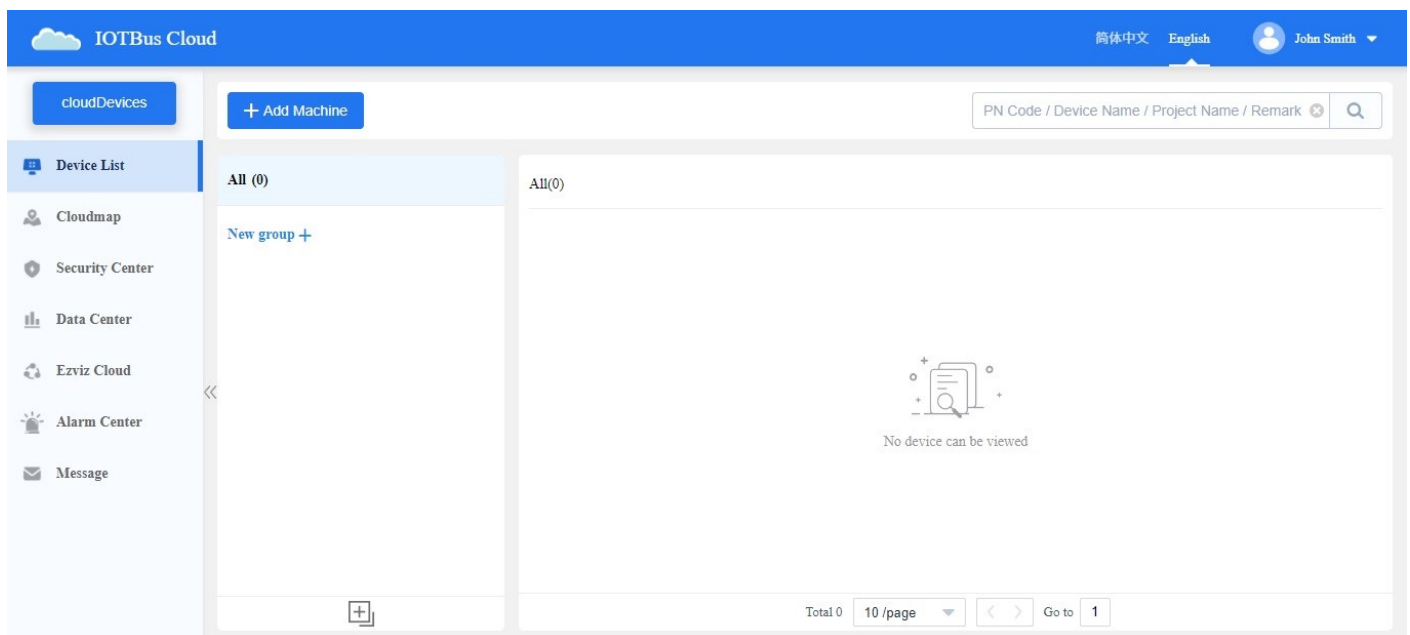 IOTBus Cloud
简体中文 English John Smith
cloudDevices
Device List
Cloudmap
Security Center
Data Center
Ezviz Cloud
Alarm Center
Message
+ Add Machine
PN Code / Device Name / Project Name / Remark
All (0)
New group +
All(0)
No device can be viewed
Total 0 10 /page < > Go to 1